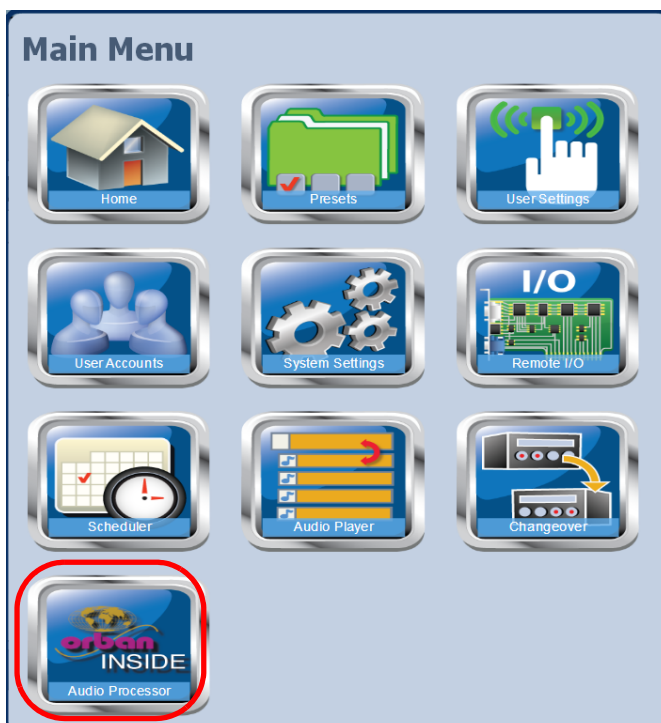 Main Menu
Home
Presets
User Settings
User Accounts
I/O
System Settings
Remote I/O
Scheduler
Audio Player
Changeover
orban
INSIDE
Audio Processor